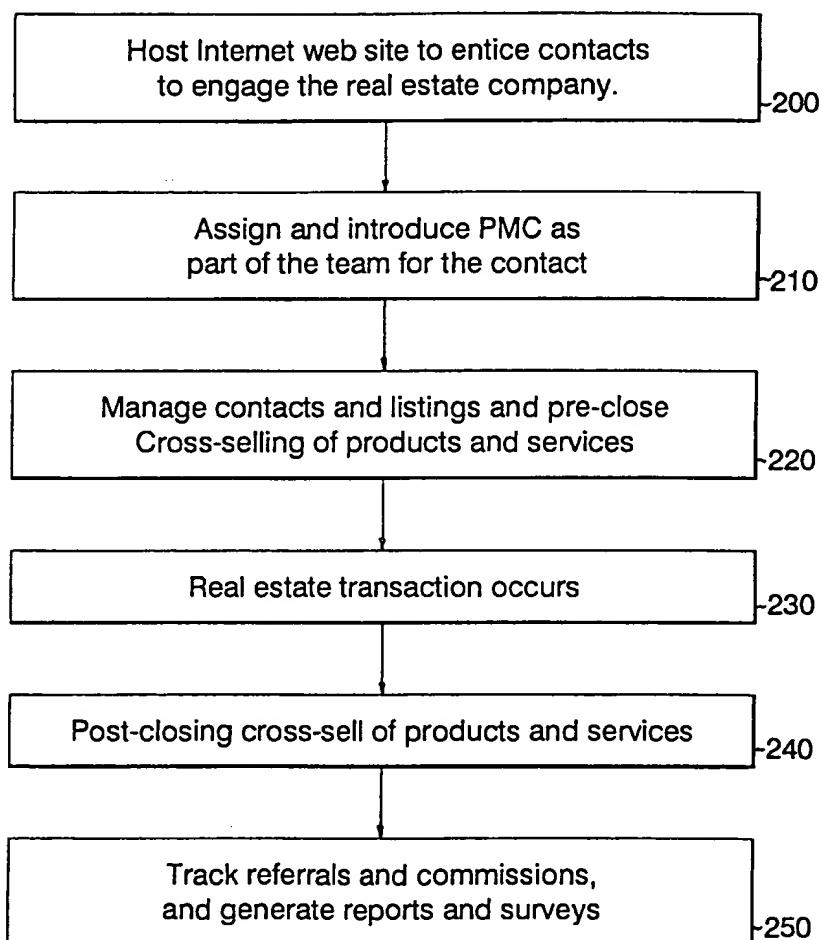 Host Internet web site to entice contacts
to engage the real estate company.
200
Assign and introduce PMC as
part of the team for the contact
210
Manage contacts and listings and pre-close
Cross-selling of products and services
220
Real estate transaction occurs
230
Post-closing cross-sell of products and services
240
Track referrals and commissions,
and generate reports and surveys
250